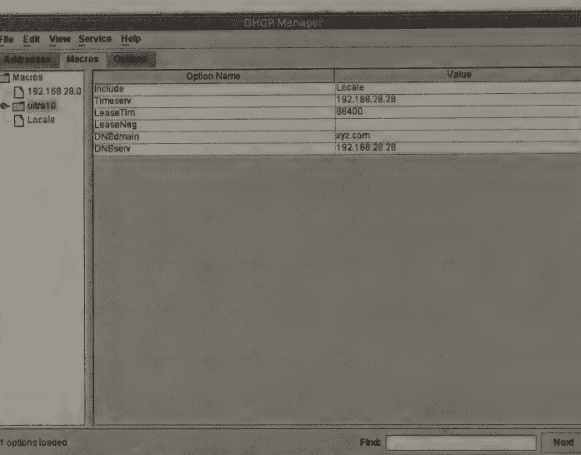 DHCP Manager
File Edit View Service Help
Addresses Macros Options
Macros
192.168.28.0
ultra10
Locale
Option Name Value
Include Locale
Timeserv 192.168.28.28
LeaseTim 86400
LeaseNeg
DNSdmain xyz.com
DNSserv 192.168.28.28
1 options loaded
Find: Next